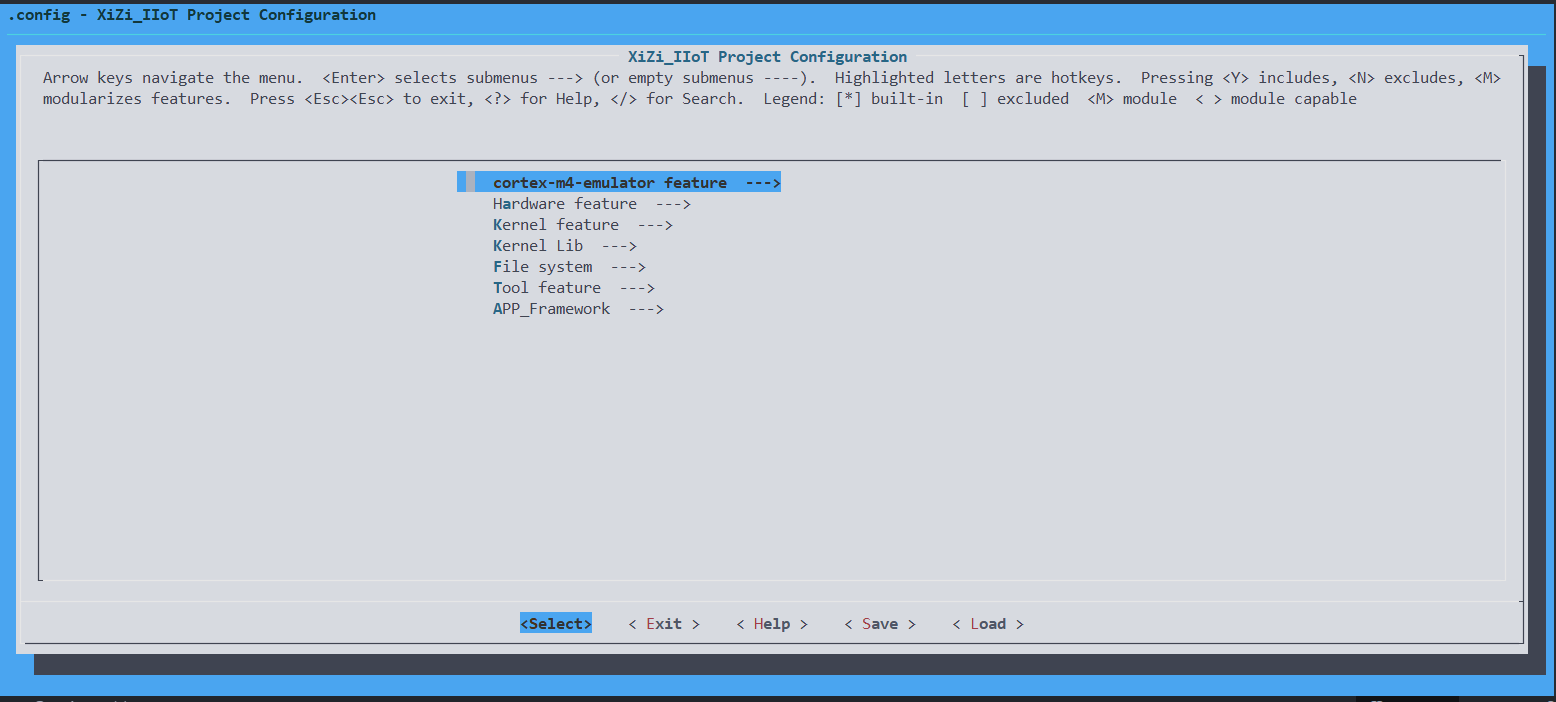 .config - XiZi_IIoT Project Configuration
XiZi_IIoT Project Configuration
Arrow keys navigate the menu.  <Enter> selects submenus ---> (or empty submenus ----).  Highlighted letters are hotkeys.  Pressing <Y> includes, <N> excludes, <M>
modularizes features.  Press <Esc><Esc> to exit, <?> for Help, </> for Search.  Legend: [*] built-in  [ ] excluded  <M> module  < > module capable
cortex-m4-emulator feature  --->
Hardware feature  --->
Kernel feature  --->
Kernel Lib  --->
File system  --->
Tool feature  --->
APP_Framework  --->
<Select>    < Exit >    < Help >    < Save >    < Load >